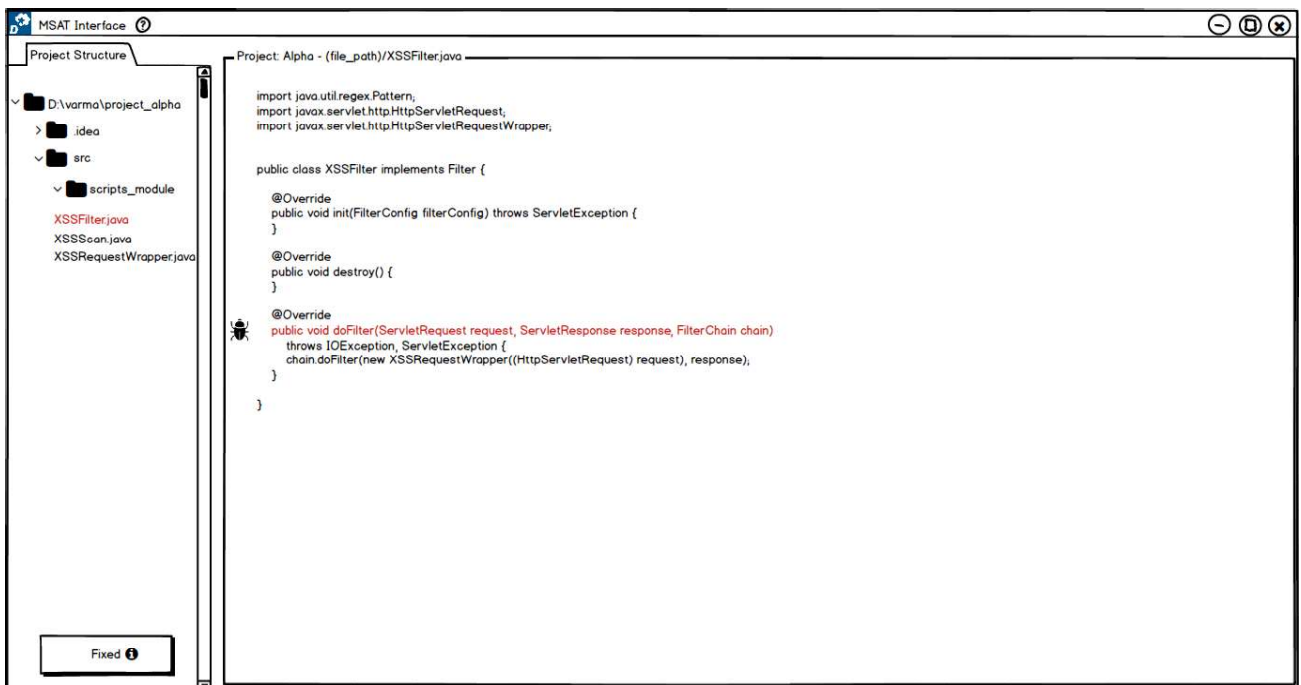 MSAT Interface ?
Project Structure
D:\varma\project_alpha
.idea
src
scripts_module
XSSFilter.java
XSSScan.java
XSSRequestWrapper.java
Fixed i
Project: Alpha - (file_path)/XSSFilter.java
import java.util.regex.Pattern;
import javax.servlet.http.HttpServletRequest;
import javax.servlet.http.HttpServletRequestWrapper;
public class XSSFilter implements Filter {
@Override
public void init(FilterConfig filterConfig) throws ServletException {
}
@Override
public void destroy() {
}
@Override
public void doFilter(ServletRequest request, ServletResponse response, FilterChain chain)
throws IOException, ServletException {
chain.doFilter(new XSSRequestWrapper((HttpServletRequest) request), response);
}
}